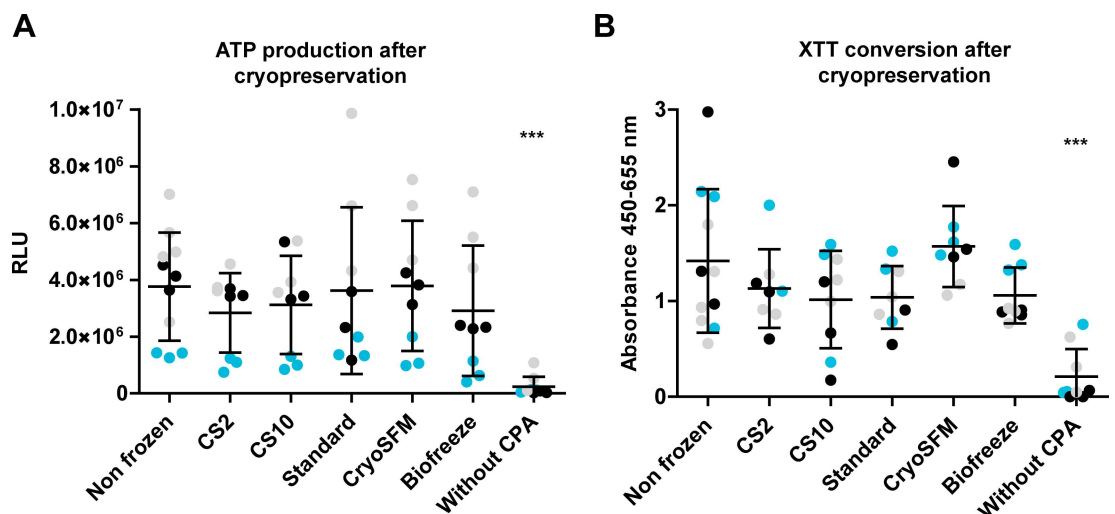 A
ATP production after
cryopreservation
RLU
1.0×10⁷
8.0×10⁶
6.0×10⁶
4.0×10⁶
2.0×10⁶
0
***
Non frozen
CS2
CS10
Standard
CryoSFM
Biofreeze
Without CPA
B
XTT conversion after
cryopreservation
Absorbance 450-655 nm
3
2
1
0
***
Non frozen
CS2
CS10
Standard
CryoSFM
Biofreeze
Without CPA